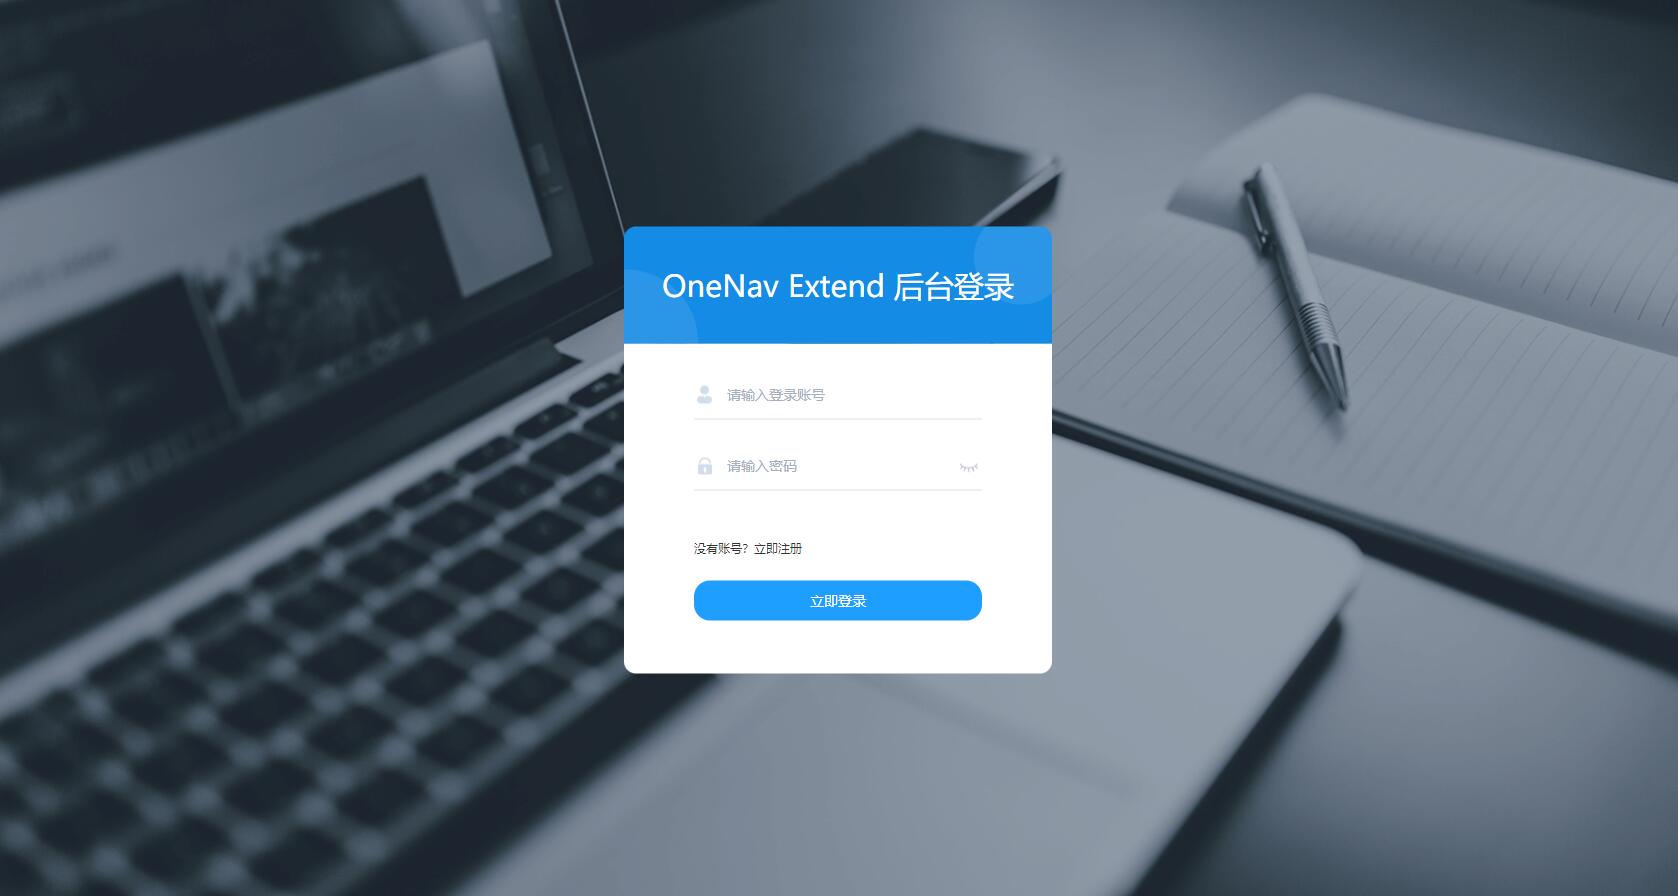 OneNav Extend 后台登录
请输入登录账号
请输入密码
没有账号？立即注册
立即登录